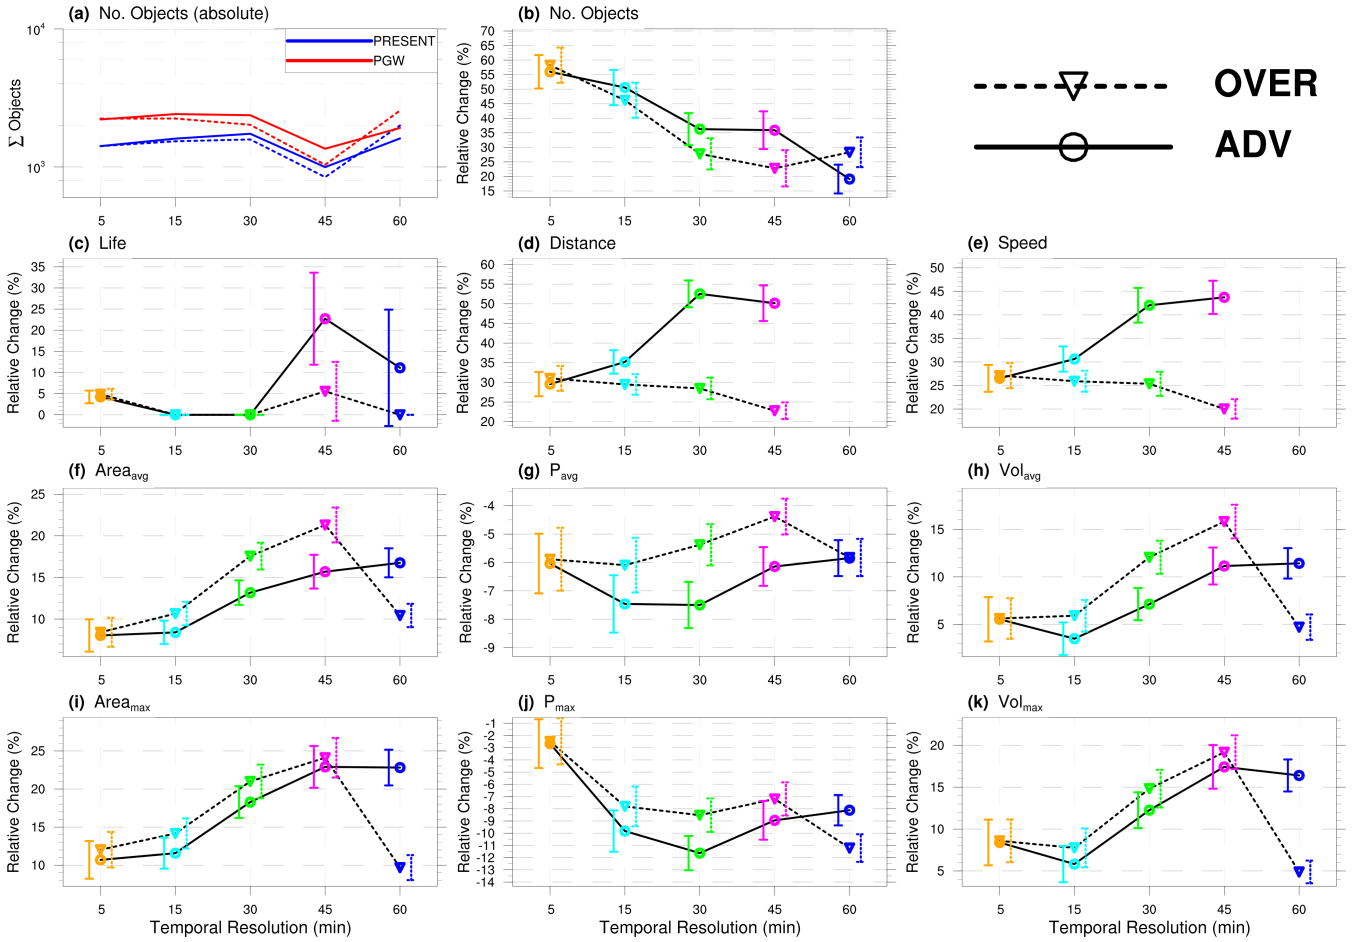 (a) No. Objects (absolute)
10⁴
10³
Σ Objects
PRESENT
PGW
5 15 30 45 60
(b) No. Objects
Relative Change (%)
70
65
60
55
50
45
40
35
30
25
20
15
5 15 30 45 60
OVER
ADV
(c) Life
Relative Change (%)
35
30
25
20
15
10
5
0
5 15 30 45 60
(d) Distance
Relative Change (%)
60
55
50
45
40
35
30
25
20
5 15 30 45 60
(e) Speed
Relative Change (%)
50
45
40
35
30
25
20
5 15 30 45 60
(f) Area_avg
Relative Change (%)
25
20
15
10
5 15 30 45 60
(g) P_avg
Relative Change (%)
-4
-5
-6
-7
-8
-9
5 15 30 45 60
(h) Vol_avg
Relative Change (%)
15
10
5
5 15 30 45 60
(i) Area_max
Relative Change (%)
25
20
15
10
5 15 30 45 60
Temporal Resolution (min)
(j) P_max
Relative Change (%)
-1
-2
-3
-4
-5
-6
-7
-8
-9
-10
-11
-12
-13
-14
5 15 30 45 60
Temporal Resolution (min)
(k) Vol_max
Relative Change (%)
20
15
10
5
5 15 30 45 60
Temporal Resolution (min)